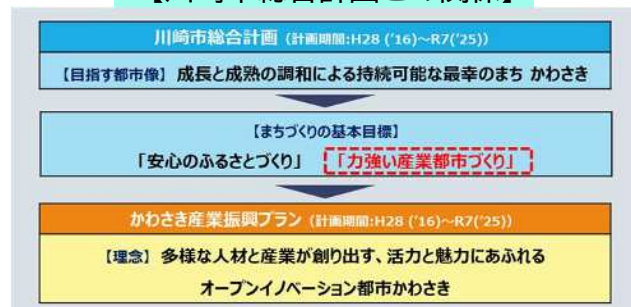 川崎市総合計画（計画期間:H28（'16）～R7（'25））
【目指す都市像】成長と成熟の調和による持続可能な最幸のまち かわさき
【まちづくりの基本目標】
「安心のふるさとづくり」 「力強い産業都市づくり」
かわさき産業振興プラン（計画期間:H28（'16）～R7（'25））
【理念】多様な人材と産業が創り出す、活力と魅力にあふれる
オープンイノベーション都市かわさき